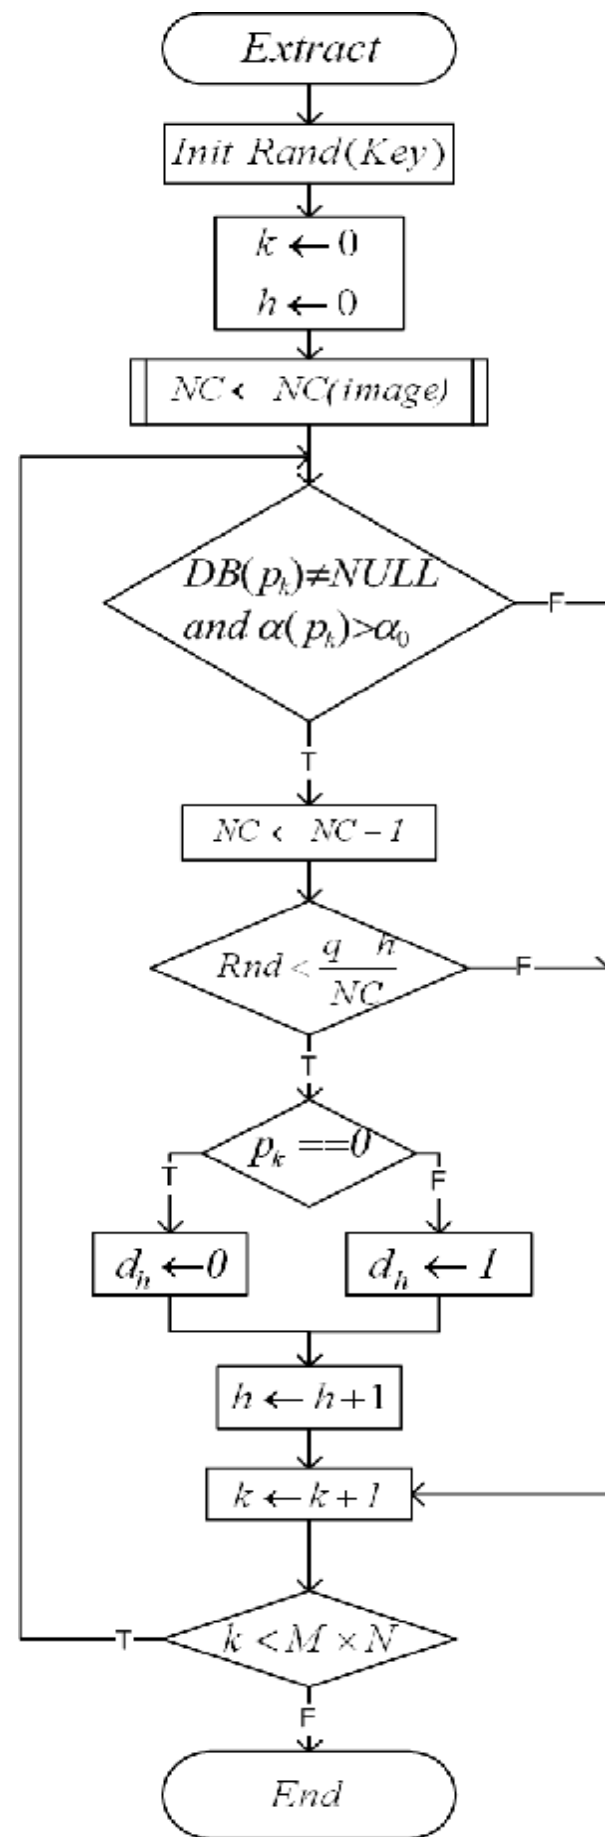 Extract
Init Rand(Key)
k ← 0
h ← 0
NC ← NC(image)
DB(pₖ)≠NULL
F
and α(pₖ)>α₀
T
NC ← NC – 1
q h
Rnd <
F
NC
T
pₖ ==0
T
F
dₕ ←0
dₕ ← 1
h ← h+1
k ← k+1
k < M × N
T
F
End